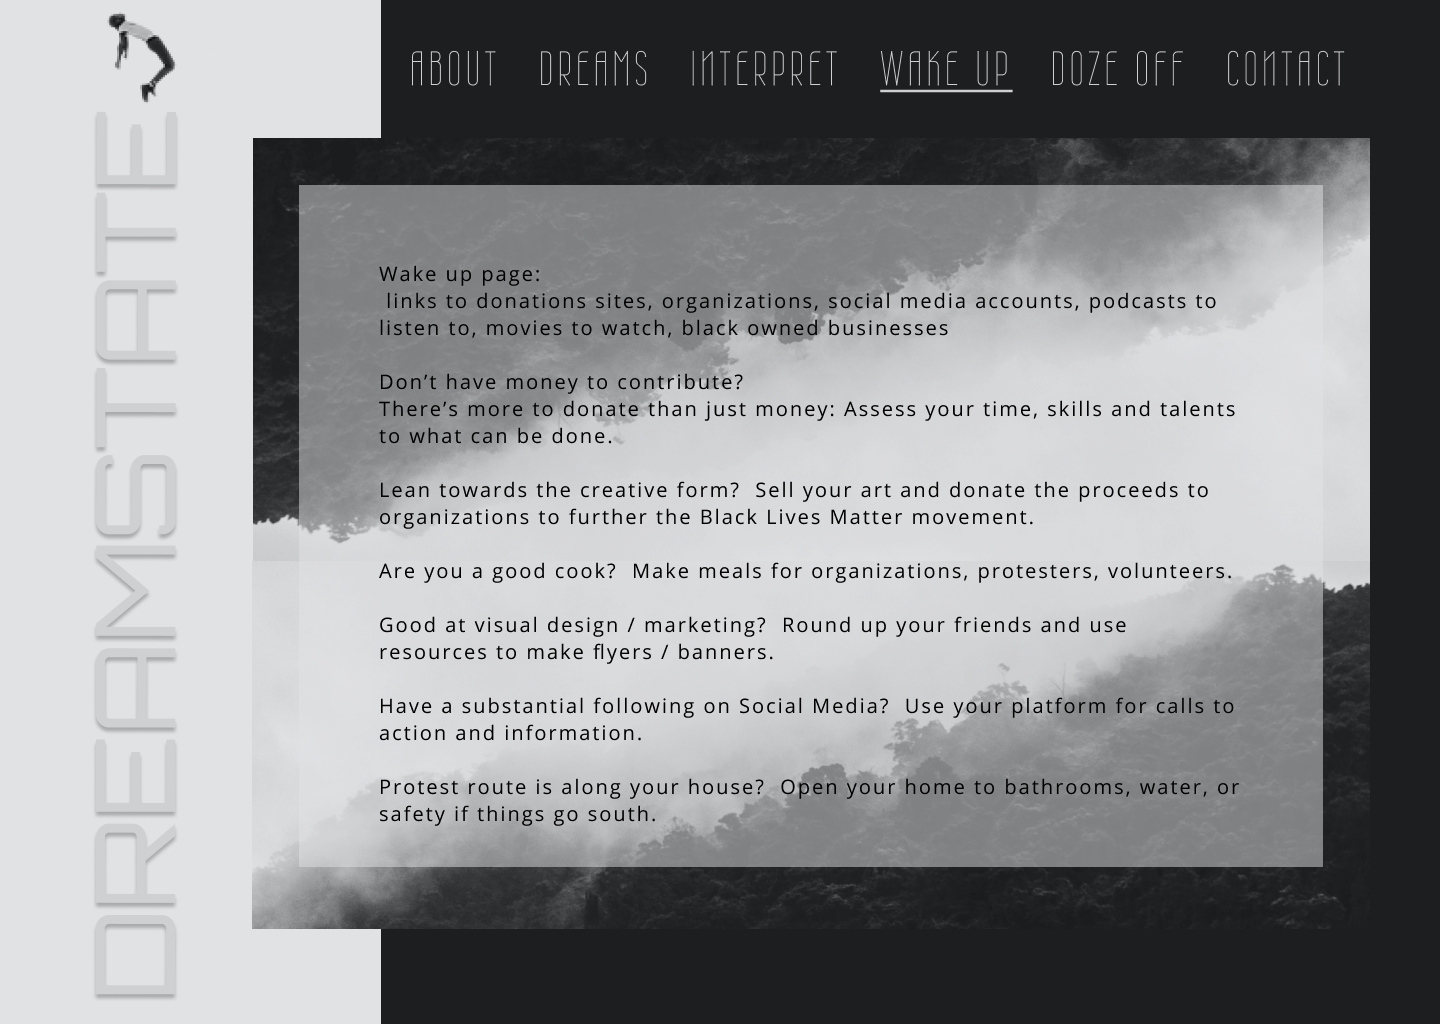 DREAMSTATE
ABOUT DREAMS INTERPRET WAKE UP DOZE OFF CONTACT
Wake up page:
links to donations sites, organizations, social media accounts, podcasts to
listen to, movies to watch, black owned businesses
Don’t have money to contribute?
There’s more to donate than just money: Assess your time, skills and talents
to what can be done.
Lean towards the creative form?  Sell your art and donate the proceeds to
organizations to further the Black Lives Matter movement.
Are you a good cook?  Make meals for organizations, protesters, volunteers.
Good at visual design / marketing?  Round up your friends and use
resources to make flyers / banners.
Have a substantial following on Social Media?  Use your platform for calls to
action and information.
Protest route is along your house?  Open your home to bathrooms, water, or
safety if things go south.